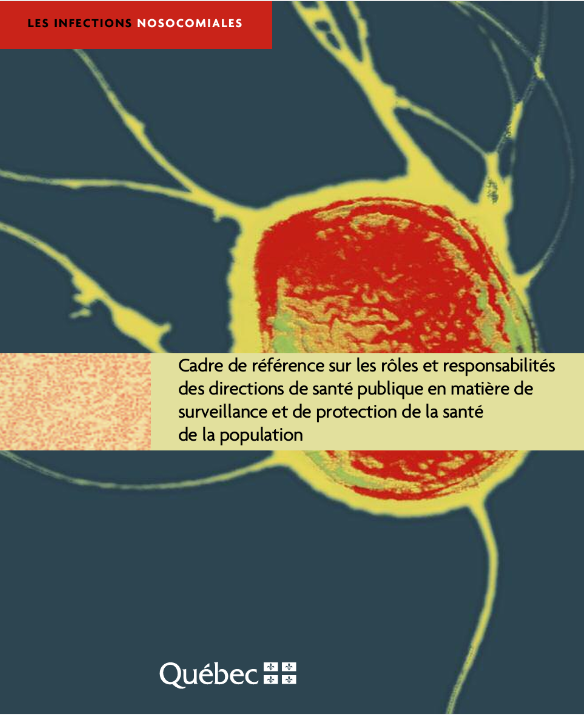 LES INFECTIONS NOSOCOMIALES
Cadre de référence sur les rôles et responsabilités
des directions de santé publique en matière de
surveillance et de protection de la santé
de la population
Québec